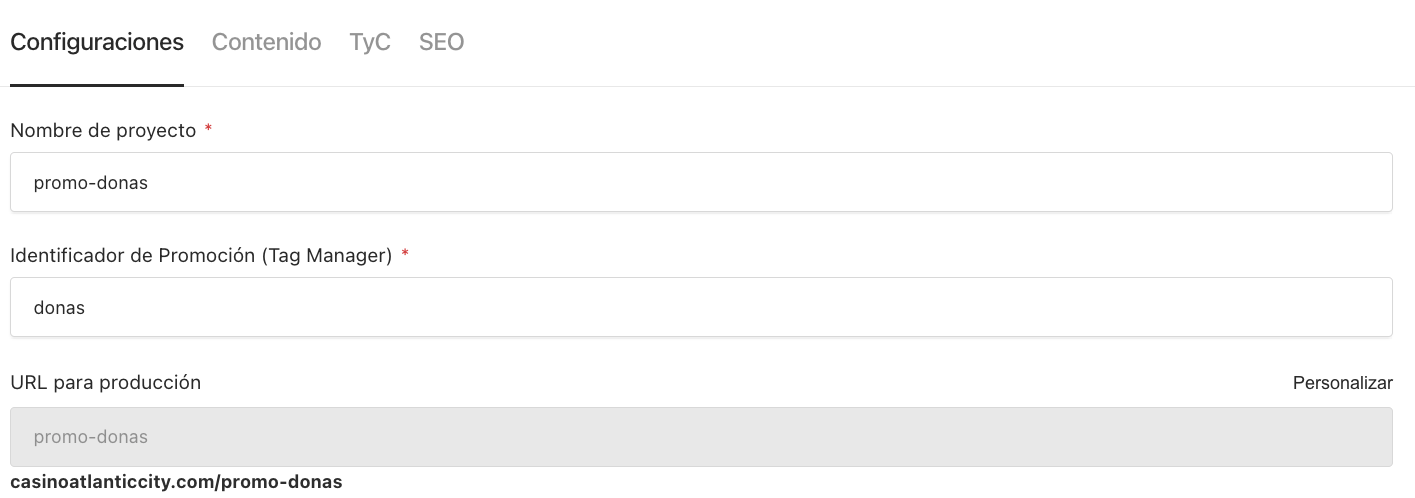 Configuraciones Contenido TyC SEO
Nombre de proyecto *
promo-donas
Identificador de Promoción (Tag Manager) *
donas
URL para producción Personalizar
promo-donas
casinoatlanticcity.com/promo-donas